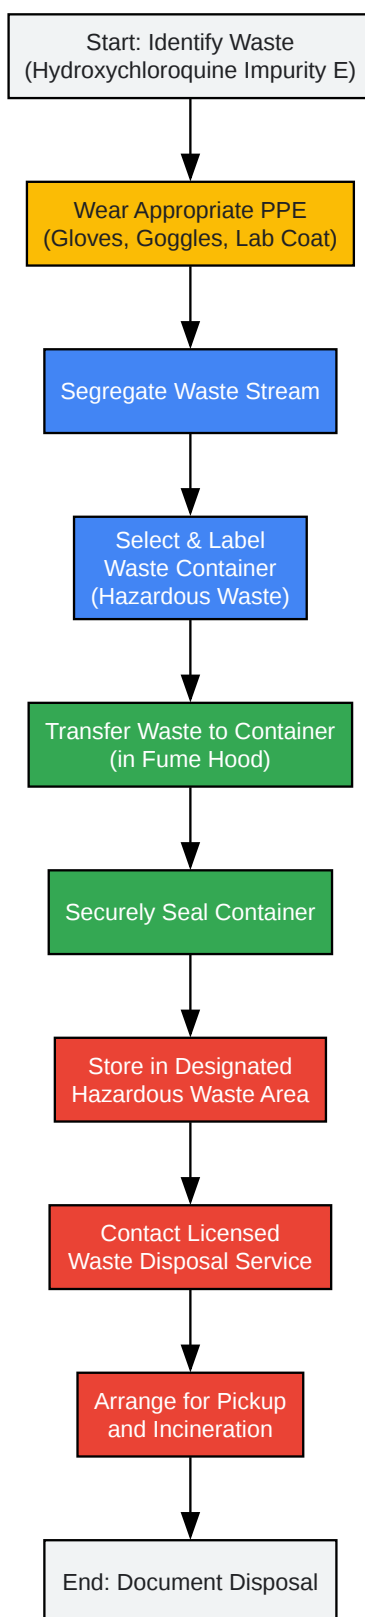 Start: Identify Waste
(Hydroxychloroquine Impurity E)
Wear Appropriate PPE
(Gloves, Goggles, Lab Coat)
Segregate Waste Stream
Select & Label
Waste Container
(Hazardous Waste)
Transfer Waste to Container
(in Fume Hood)
Securely Seal Container
Store in Designated
Hazardous Waste Area
Contact Licensed
Waste Disposal Service
Arrange for Pickup
and Incineration
End: Document Disposal